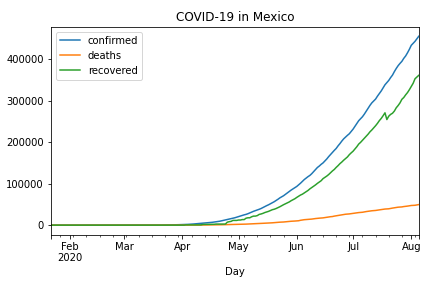 COVID-19 in Mexico
confirmed
deaths
recovered
400000
300000
200000
100000
0
Feb Mar Apr May Jun Jul Aug
2020
Day